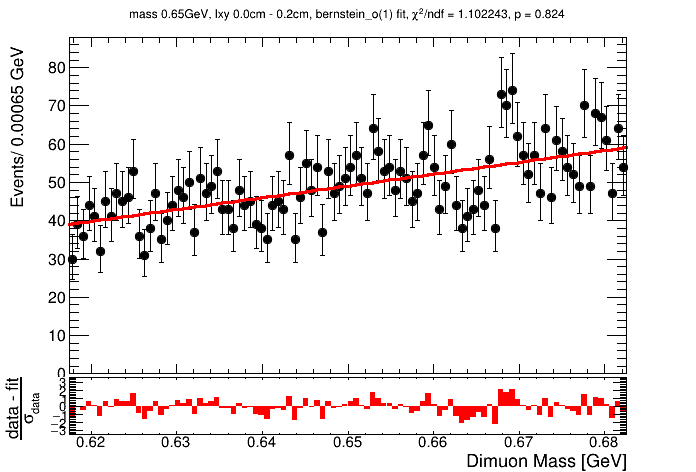 mass 0.65GeV, lxy 0.0cm - 0.2cm, bernstein_o(1) fit, χ²/ndf = 1.102243, p = 0.824
Events/ 0.00065 GeV
80
70
60
50
40
30
20
10
0
data - fit
σdata
3
2
1
0
−1
−2
−3
0.62 0.63 0.64 0.65 0.66 0.67 0.68
Dimuon Mass [GeV]